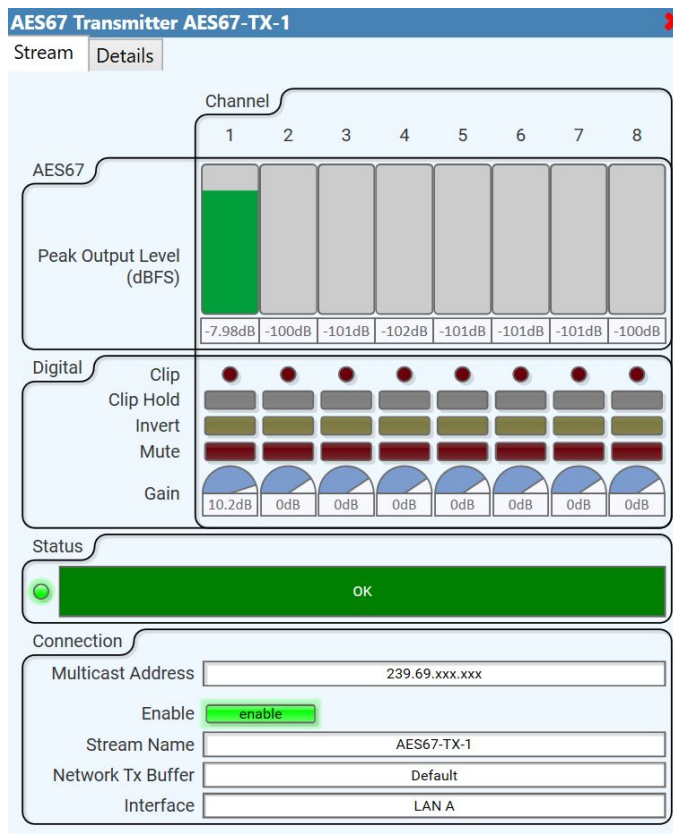 AES67 Transmitter AES67-TX-1
Stream Details
Channel
1 2 3 4 5 6 7 8
AES67
Peak Output Level
(dBFS)
-7.98dB -100dB -101dB -102dB -101dB -101dB -101dB -100dB
Digital
Clip
Clip Hold
Invert
Mute
Gain
10.2dB 0dB 0dB 0dB 0dB 0dB 0dB 0dB
Status
OK
Connection
Multicast Address 239.69.xxx.xxx
Enable enable
Stream Name AES67-TX-1
Network Tx Buffer Default
Interface LAN A